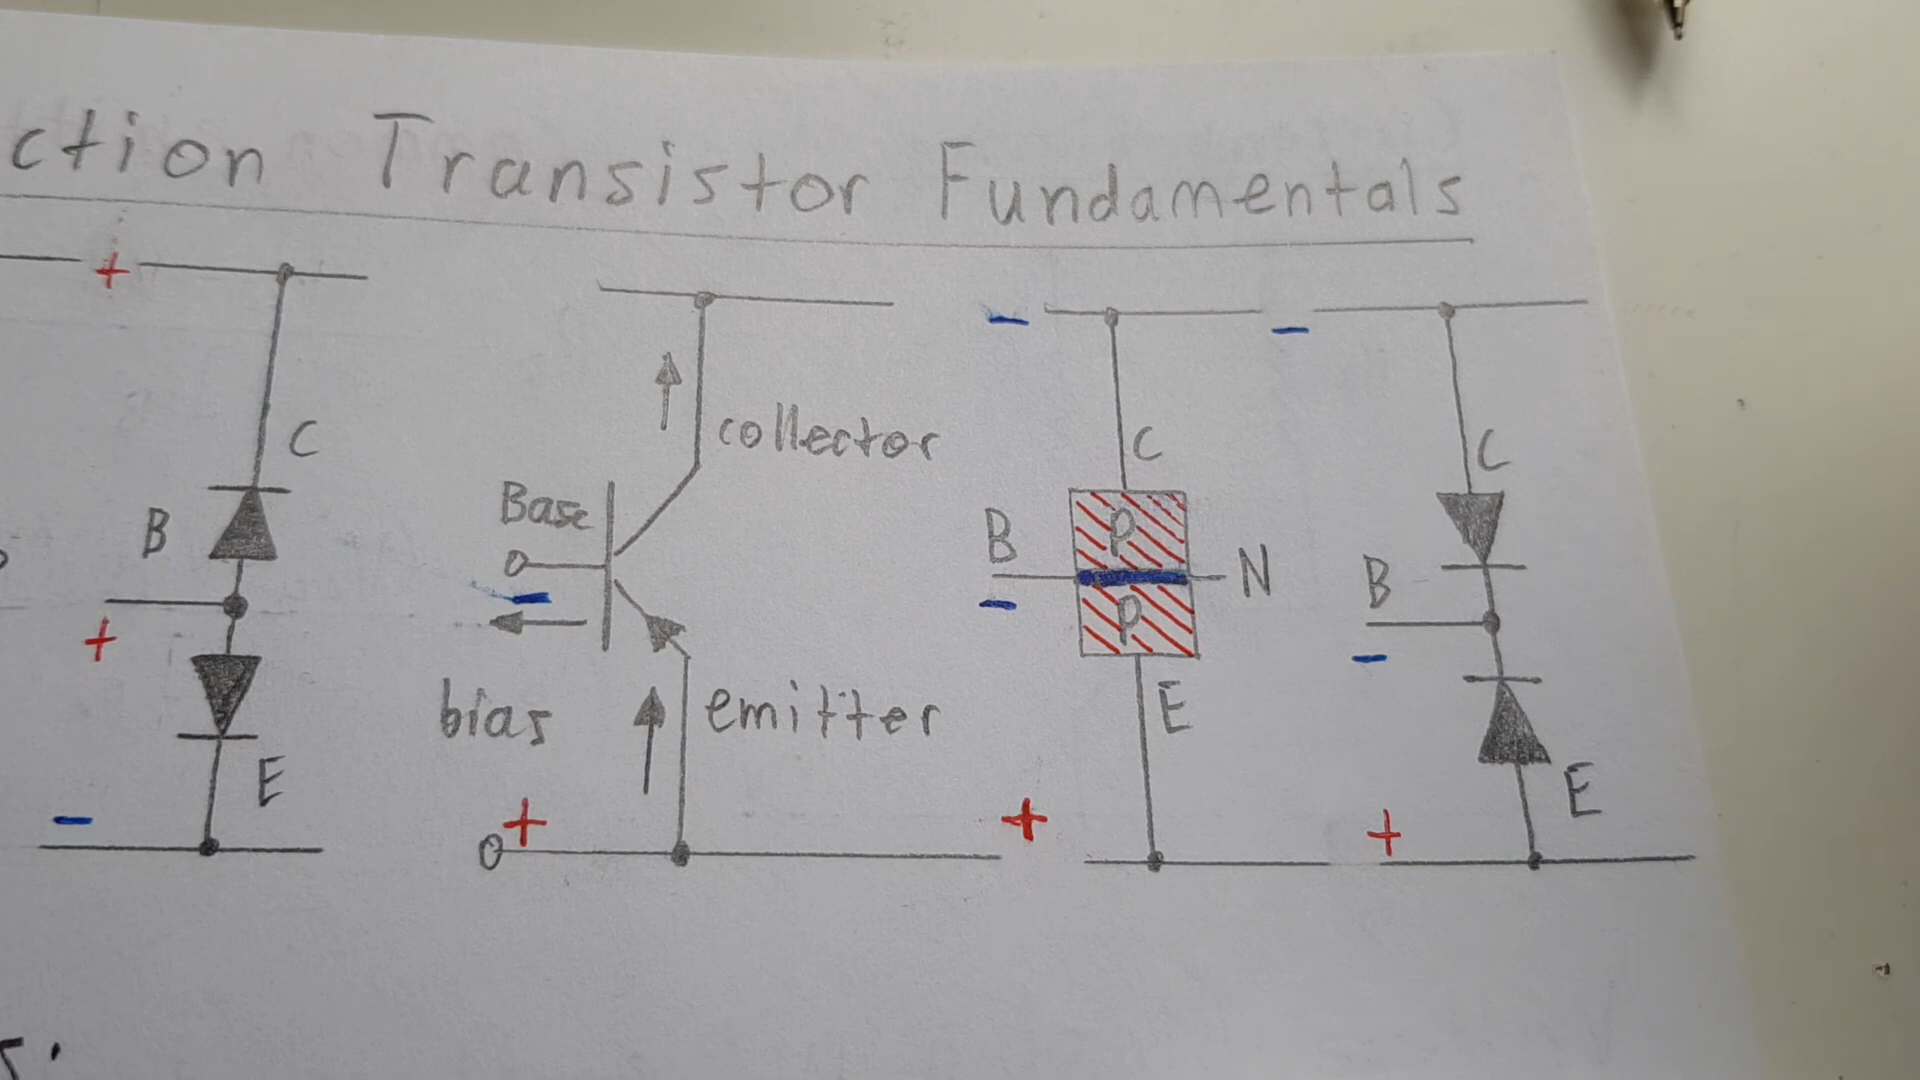 ction Transistor Fundamentals
+
C
B
+
E
-
collector
Base
-
bias
emitter
+
-
C
B
P
N
-
P
E
+
-
C
B
-
E
+